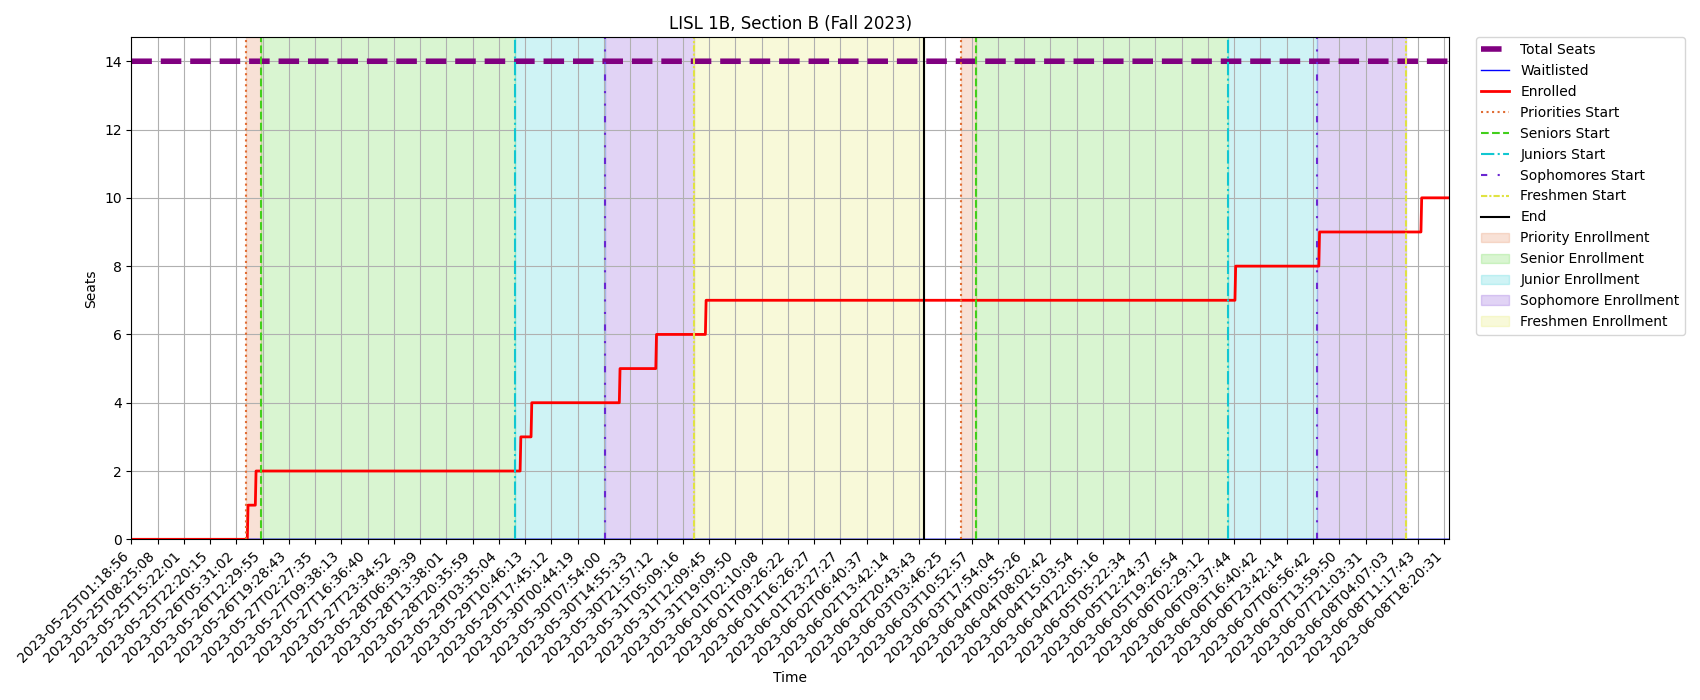 LISL 1B, Section B (Fall 2023)
Seats
14
12
10
8
6
4
2
0
2023-05-25T01:18:56
2023-05-25T08:25:08
2023-05-25T15:22:01
2023-05-25T22:20:15
2023-05-26T05:31:02
2023-05-26T12:29:55
2023-05-26T19:28:43
2023-05-27T02:27:35
2023-05-27T09:38:13
2023-05-27T16:36:40
2023-05-27T23:34:52
2023-05-28T06:39:39
2023-05-28T13:38:01
2023-05-28T20:35:59
2023-05-29T03:35:04
2023-05-29T10:46:13
2023-05-29T17:45:12
2023-05-30T00:44:19
2023-05-30T07:54:00
2023-05-30T14:55:33
2023-05-30T21:57:12
2023-05-31T05:09:16
2023-05-31T12:09:45
2023-05-31T19:09:50
2023-06-01T02:10:08
2023-06-01T09:26:22
2023-06-01T16:26:27
2023-06-01T23:27:27
2023-06-02T06:40:37
2023-06-02T13:42:14
2023-06-02T20:43:43
2023-06-03T03:46:25
2023-06-03T10:52:57
2023-06-03T17:54:04
2023-06-04T00:55:26
2023-06-04T08:02:42
2023-06-04T15:03:54
2023-06-04T22:05:16
2023-06-05T05:22:34
2023-06-05T12:24:37
2023-06-05T19:26:54
2023-06-06T02:29:12
2023-06-06T09:37:44
2023-06-06T16:40:42
2023-06-06T23:42:14
2023-06-07T06:56:42
2023-06-07T13:59:50
2023-06-07T21:03:31
2023-06-08T04:07:03
2023-06-08T11:17:43
2023-06-08T18:20:31
Time
Total Seats
Waitlisted
Enrolled
Priorities Start
Seniors Start
Juniors Start
Sophomores Start
Freshmen Start
End
Priority Enrollment
Senior Enrollment
Junior Enrollment
Sophomore Enrollment
Freshmen Enrollment